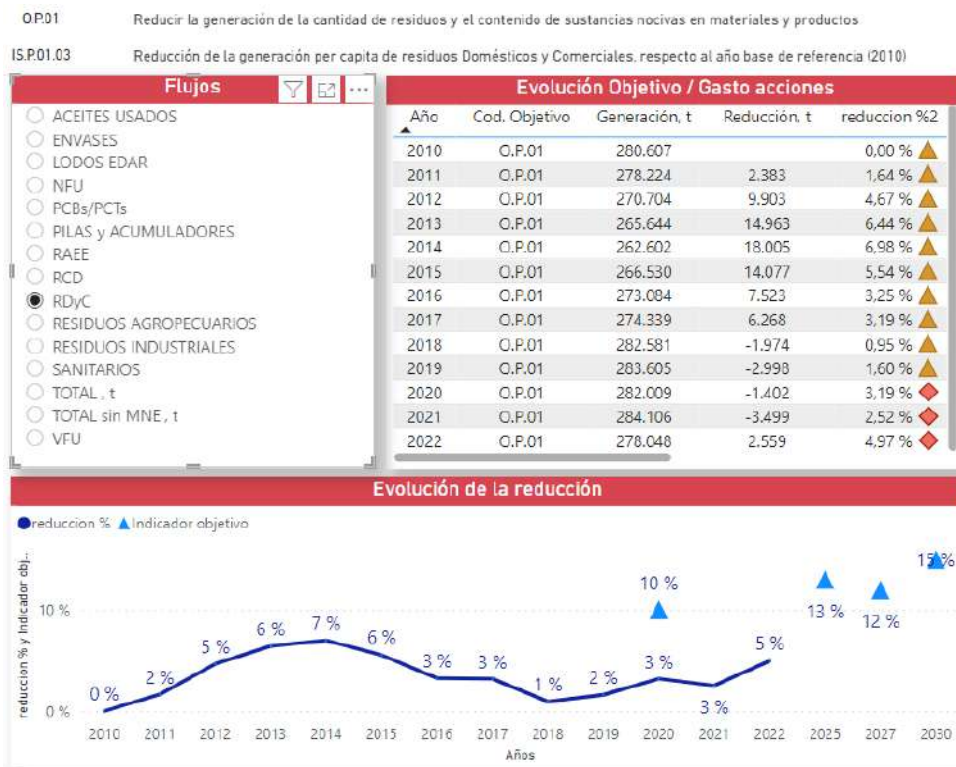 O.P.01 Reducir la generación de la cantidad de residuos y el contenido de sustancias nocivas en materiales y productos
IS.P.01.03 Reducción de la generación per capita de residuos Domésticos y Comerciales, respecto al año base de referencia (2010)
Flujos
ACEITES USADOS
ENVASES
LODOS EDAR
NFU
PCBs/PCTs
PILAS y ACUMULADORES
RAEE
RCD
RDyC
RESIDUOS AGROPECUARIOS
RESIDUOS INDUSTRIALES
SANITARIOS
TOTAL , t
TOTAL sin MNE , t
VFU
Evolución Objetivo / Gasto acciones
Año Cod. Objetivo Generación, t Reducción, t reduccion %2
2010 O.P.01 280.607 0,00 %
2011 O.P.01 278.224 2.383 1,64 %
2012 O.P.01 270.704 9.903 4,67 %
2013 O.P.01 265.644 14.963 6,44 %
2014 O.P.01 262.602 18.005 6,98 %
2015 O.P.01 266.530 14.077 5,54 %
2016 O.P.01 273.084 7.523 3,25 %
2017 O.P.01 274.339 6.268 3,19 %
2018 O.P.01 282.581 -1.974 0,95 %
2019 O.P.01 283.605 -2.998 1,60 %
2020 O.P.01 282.009 -1.402 3,19 %
2021 O.P.01 284.106 -3.499 2,52 %
2022 O.P.01 278.048 2.559 4,97 %
Evolución de la reducción
reduccion % Indicador objetivo
reduccion % y Indicador obj...
10 %
0 %
0 % 2 % 5 % 6 % 7 % 6 % 3 % 3 % 1 % 2 % 3 % 3 % 5 %
10 % 13 % 12 % 15 %
2010 2011 2012 2013 2014 2015 2016 2017 2018 2019 2020 2021 2022 2025 2027 2030
Años